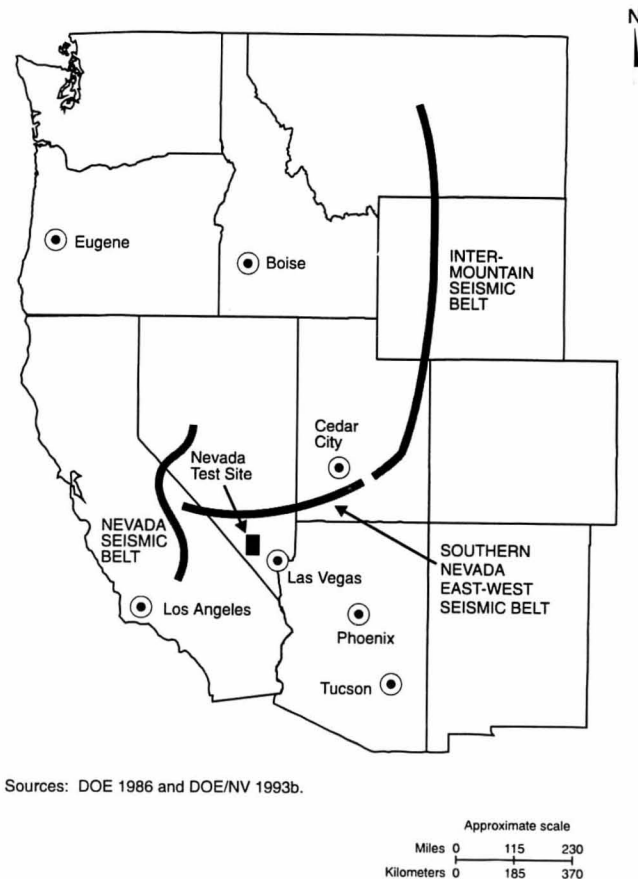 N
Eugene
Boise
INTER-
MOUNTAIN
SEISMIC
BELT
Cedar
City
Nevada
Test Site
NEVADA
SEISMIC
BELT
Las Vegas
SOUTHERN
NEVADA
EAST-WEST
SEISMIC BELT
Los Angeles
Phoenix
Tucson
Sources: DOE 1986 and DOE/NV 1993b.
Approximate scale
Miles 0 115 230
Kilometers 0 185 370